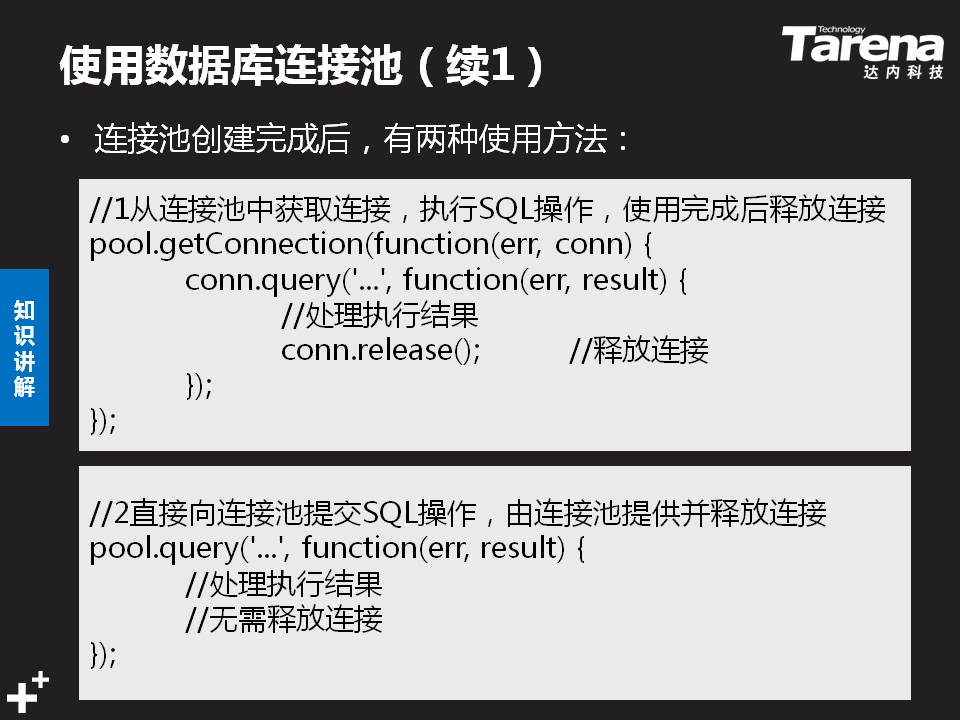 使用数据库连接池（续1）
Technology
Tarena
达内科技
• 连接池创建完成后，有两种使用方法：
//1从连接池中获取连接，执行SQL操作，使用完成后释放连接
pool.getConnection(function(err, conn) {
conn.query('...', function(err, result) {
//处理执行结果
conn.release(); //释放连接
});
});
知识讲解
//2直接向连接池提交SQL操作，由连接池提供并释放连接
pool.query('...', function(err, result) {
//处理执行结果
//无需释放连接
});